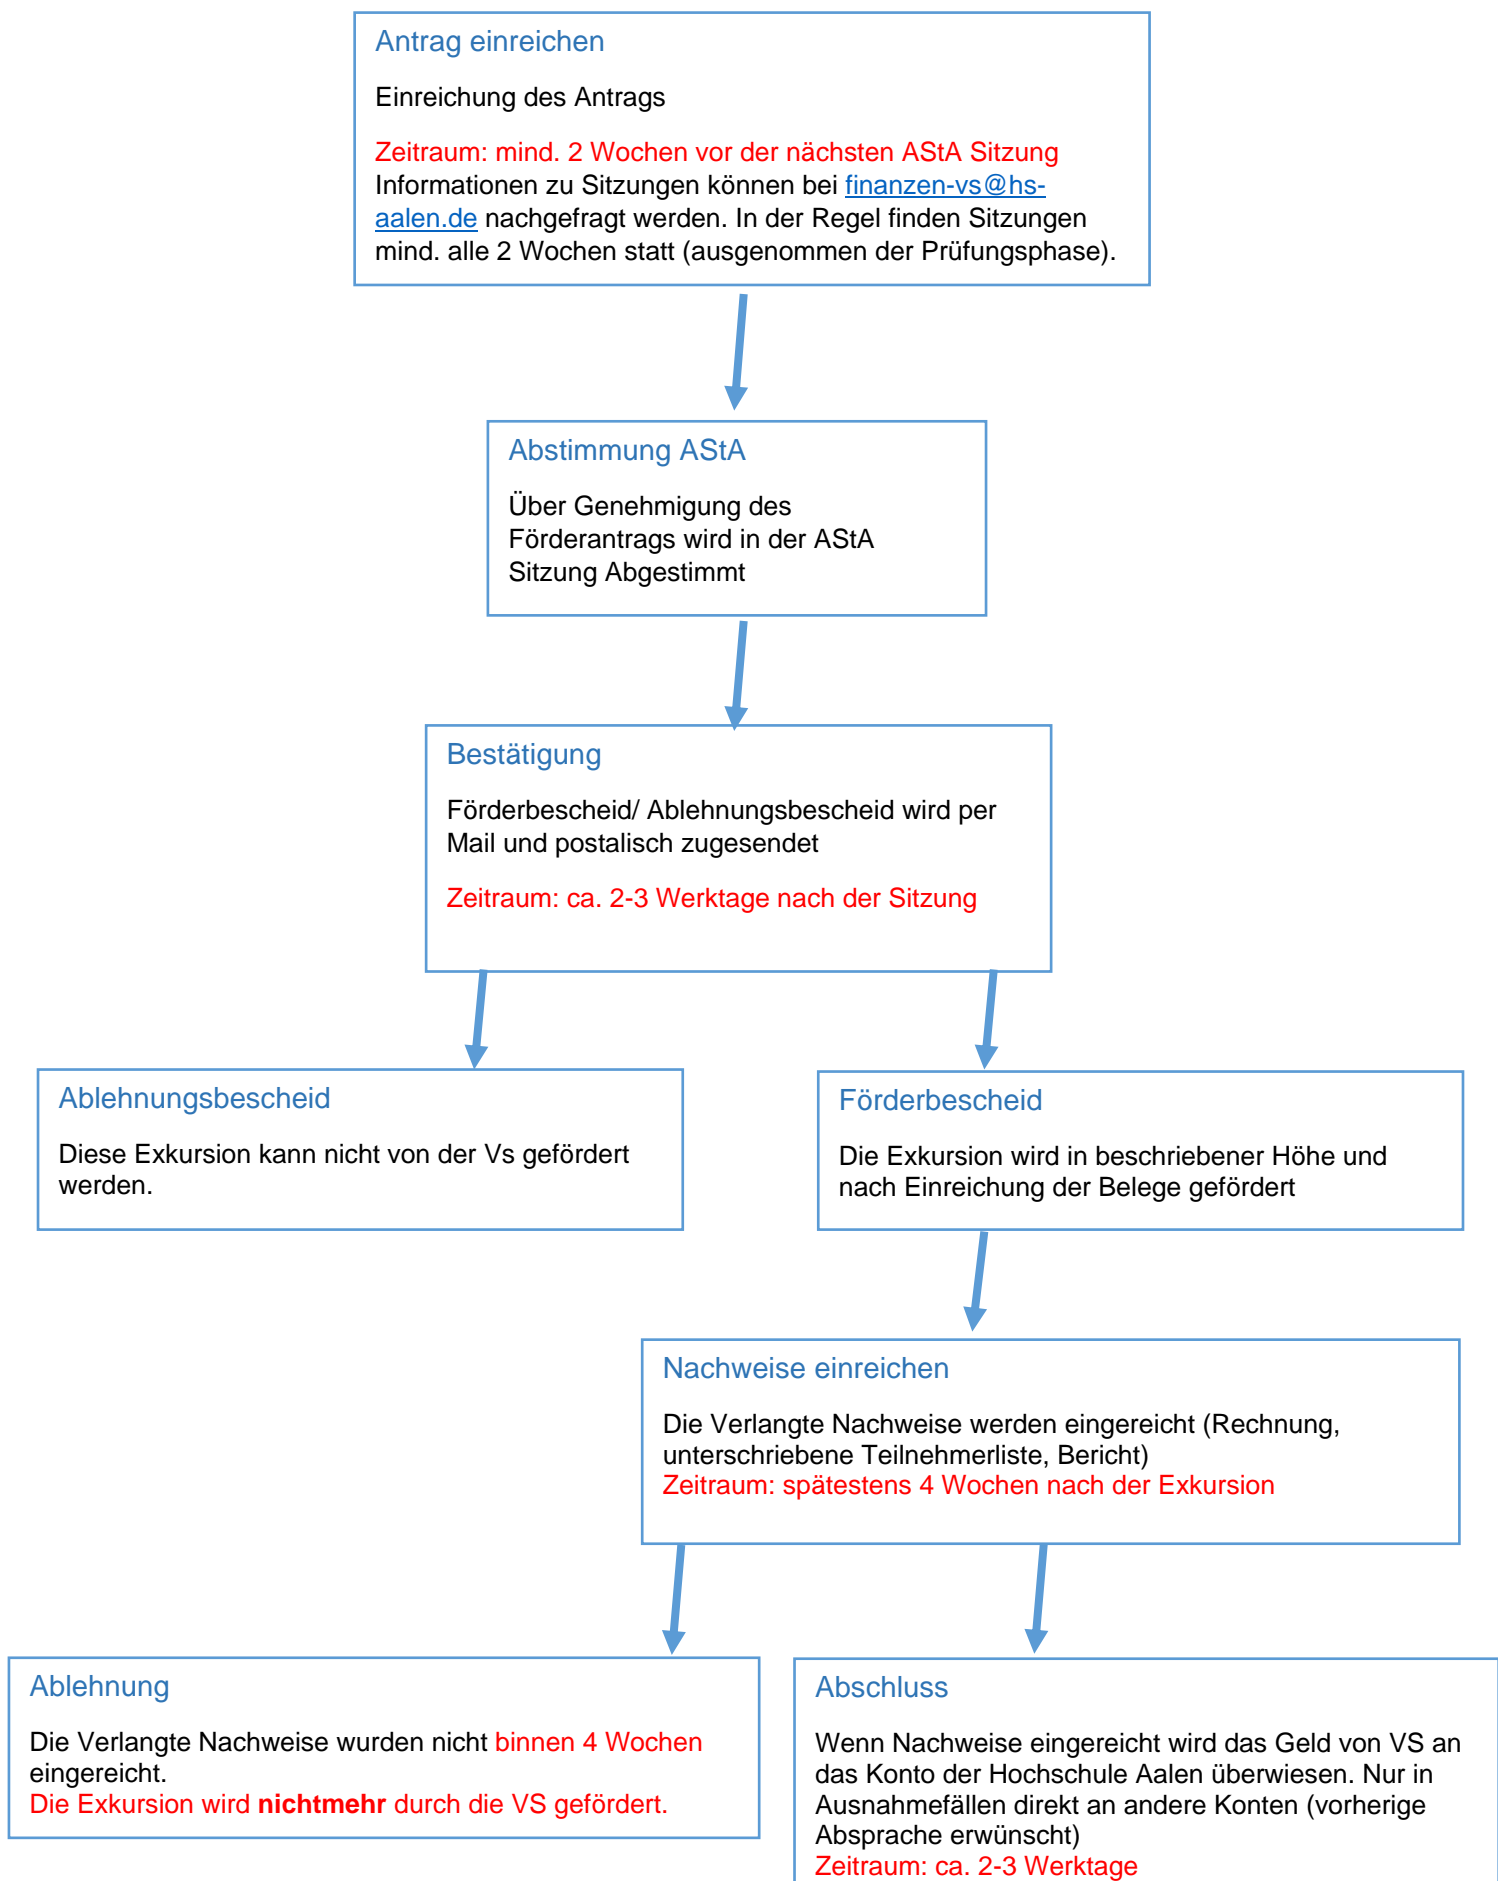 Antrag einreichen
Einreichung des Antrags
Zeitraum: mind. 2 Wochen vor der nächsten AStA Sitzung
Informationen zu Sitzungen können bei finanzen-vs@hs-
aalen.de nachgefragt werden. In der Regel finden Sitzungen
mind. alle 2 Wochen statt (ausgenommen der Prüfungsphase).
Abstimmung AStA
Über Genehmigung des
Förderantrags wird in der AStA
Sitzung Abgestimmt
Bestätigung
Förderbescheid/ Ablehnungsbescheid wird per
Mail und postalisch zugesendet
Zeitraum: ca. 2-3 Werktage nach der Sitzung
Ablehnungsbescheid
Diese Exkursion kann nicht von der Vs gefördert
werden.
Förderbescheid
Die Exkursion wird in beschriebener Höhe und
nach Einreichung der Belege gefördert
Nachweise einreichen
Die Verlangte Nachweise werden eingereicht (Rechnung,
unterschriebene Teilnehmerliste, Bericht)
Zeitraum: spätestens 4 Wochen nach der Exkursion
Ablehnung
Die Verlangte Nachweise wurden nicht binnen 4 Wochen
eingereicht.
Die Exkursion wird nichtmehr durch die VS gefördert.
Abschluss
Wenn Nachweise eingereicht wird das Geld von VS an
das Konto der Hochschule Aalen überwiesen. Nur in
Ausnahmefällen direkt an andere Konten (vorherige
Absprache erwünscht)
Zeitraum: ca. 2-3 Werktage